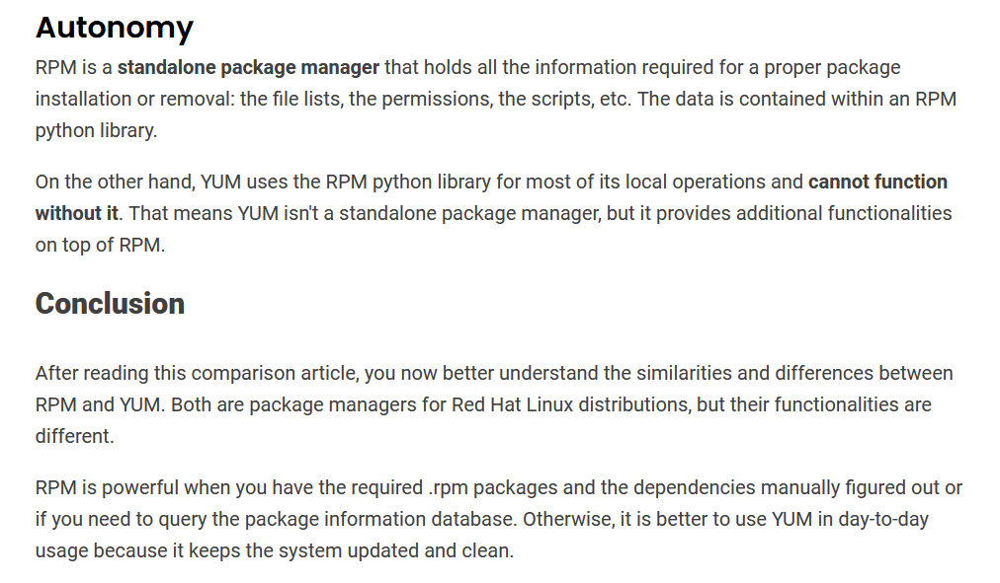 Autonomy
RPM is a standalone package manager that holds all the information required for a proper package
installation or removal: the file lists, the permissions, the scripts, etc. The data is contained within an RPM
python library.
On the other hand, YUM uses the RPM python library for most of its local operations and cannot function
without it. That means YUM isn't a standalone package manager, but it provides additional functionalities
on top of RPM.
Conclusion
After reading this comparison article, you now better understand the similarities and differences between
RPM and YUM. Both are package managers for Red Hat Linux distributions, but their functionalities are
different.
RPM is powerful when you have the required .rpm packages and the dependencies manually figured out or
if you need to query the package information database. Otherwise, it is better to use YUM in day-to-day
usage because it keeps the system updated and clean.